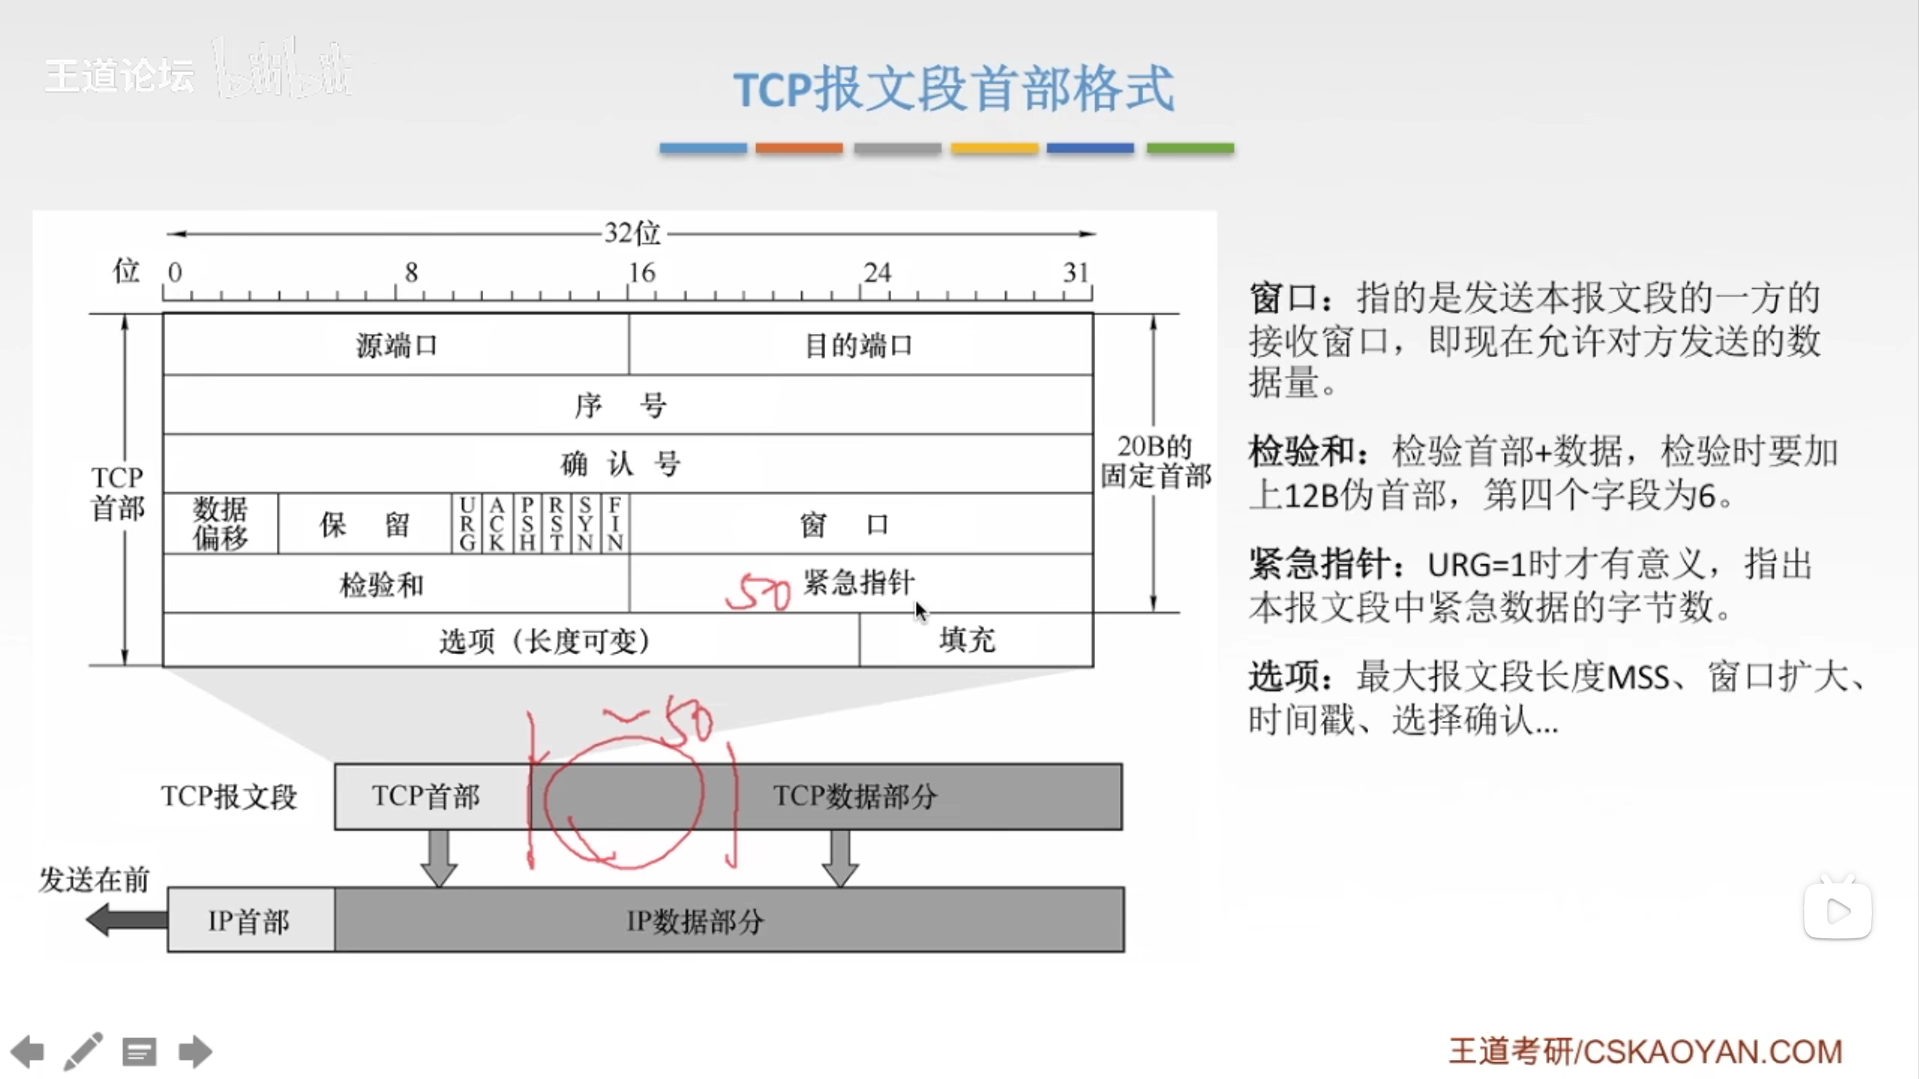 王道论坛 bilibili
TCP报文段首部格式
32位
位 0 8 16 24 31
源端口 目的端口
序 号
确 认 号
TCP
首部
20B的
固定首部
数据
偏移
保 留
URG ACK PSH RST SYN FIN
窗 口
检验和 50 紧急指针
选项（长度可变） 填充
~50
TCP报文段 TCP首部 TCP数据部分
发送在前
IP首部 IP数据部分
窗口：指的是发送本报文段的一方的
接收窗口，即现在允许对方发送的数
据量。
检验和：检验首部+数据，检验时要加
上12B伪首部，第四个字段为6。
紧急指针：URG=1时才有意义，指出
本报文段中紧急数据的字节数。
选项：最大报文段长度MSS、窗口扩大、
时间戳、选择确认...
王道考研/CSKAOYAN.COM